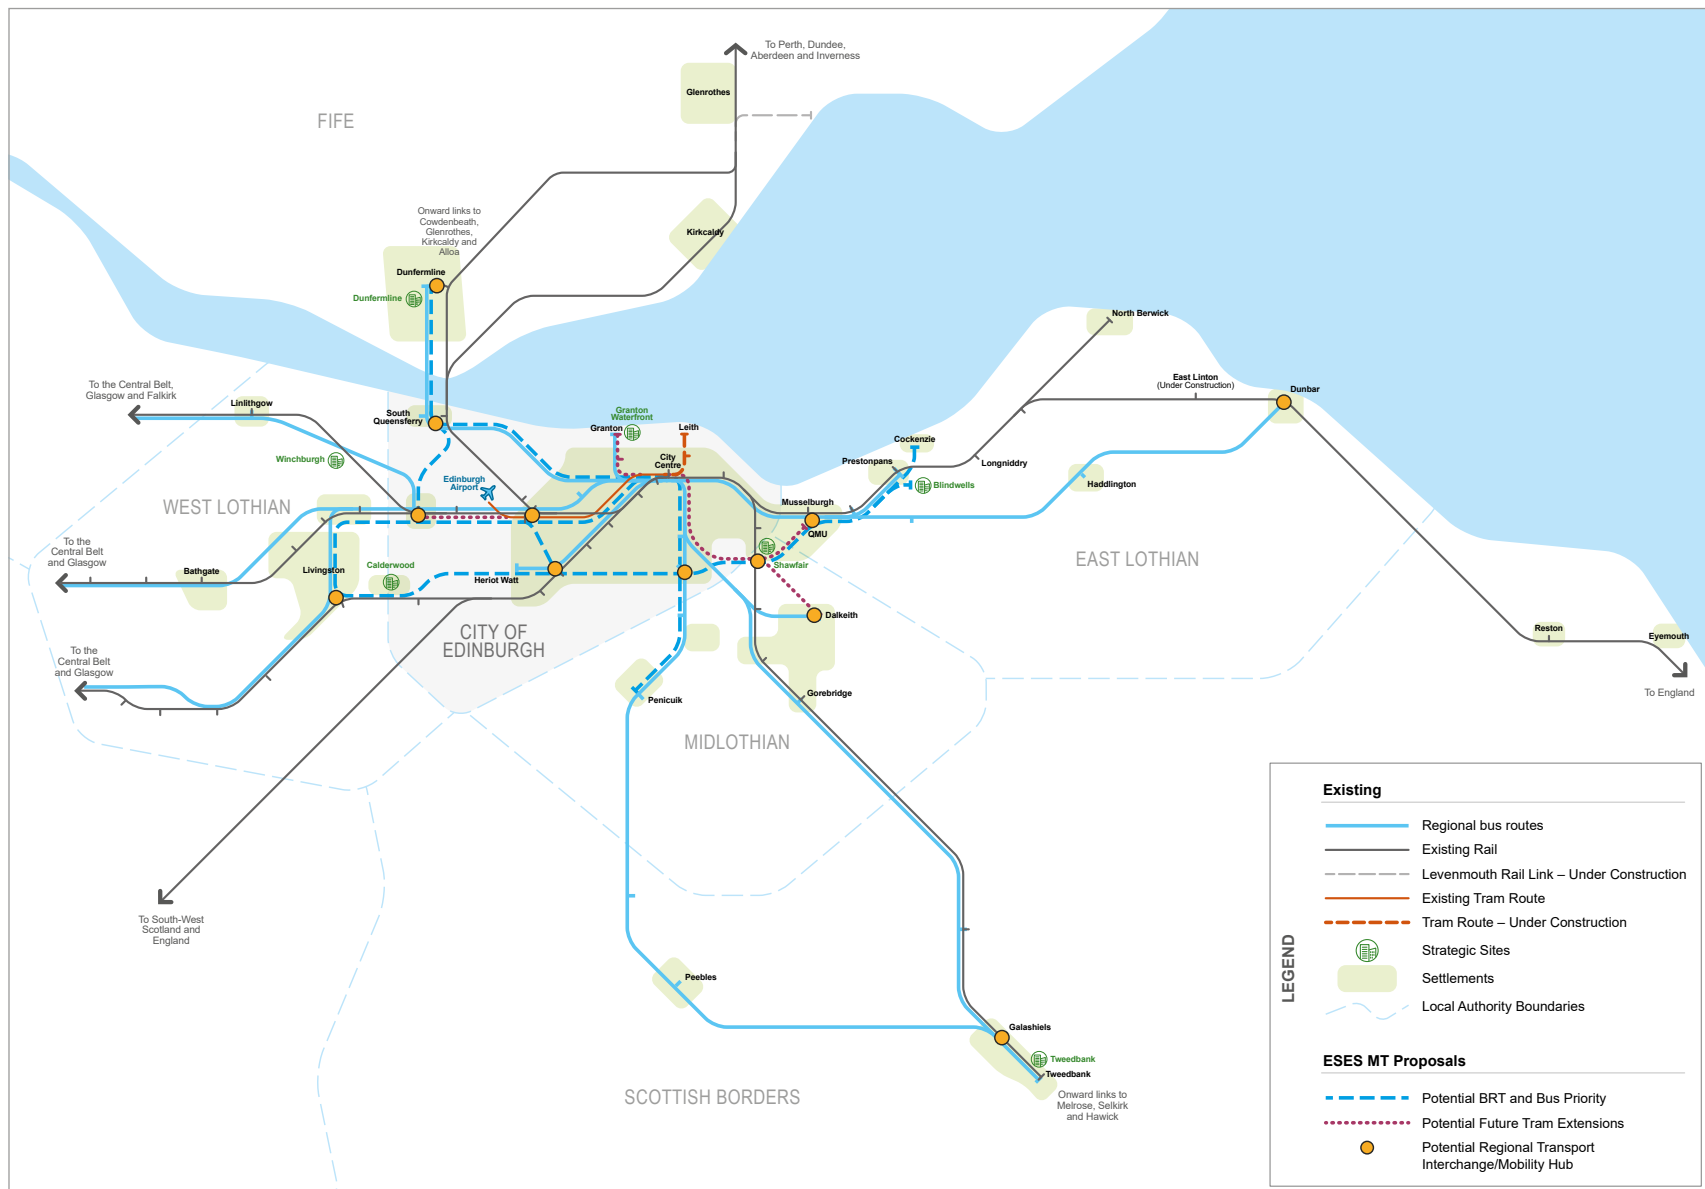 To Perth, Dundee,
Aberdeen and Inverness
Glenrothes
FIFE
Onward links to
Cowdenbeath,
Glenrothes,
Kirkcaldy and
Alloa
Kirkcaldy
Dunfermline
Dunfermline
North Berwick
To the Central Belt,
Glasgow and Falkirk
Linlithgow
South
Queensferry
Granton
Waterfront
Granton
Leith
East Linton
(Under Construction)
Dunbar
Winchburgh
City
Centre
Cockenzie
Prestonpans
Longniddry
Edinburgh
Airport
Blindwells
Haddlington
WEST LOTHIAN
Musselburgh
QMU
To the
Central Belt
and Glasgow
Bathgate
Livingston
Calderwood
Heriot Watt
Shawfair
EAST LOTHIAN
Dalkeith
CITY OF
EDINBURGH
Reston
Eyemouth
To the
Central Belt
and Glasgow
Penicuik
Gorebridge
To England
MIDLOTHIAN
To South-West
Scotland and
England
Peebles
Galashiels
Tweedbank
Tweedbank
Onward links to
Melrose, Selkirk
and Hawick
SCOTTISH BORDERS
LEGEND
Existing
Regional bus routes
Existing Rail
Levenmouth Rail Link – Under Construction
Existing Tram Route
Tram Route – Under Construction
Strategic Sites
Settlements
Local Authority Boundaries
ESES MT Proposals
Potential BRT and Bus Priority
Potential Future Tram Extensions
Potential Regional Transport
Interchange/Mobility Hub